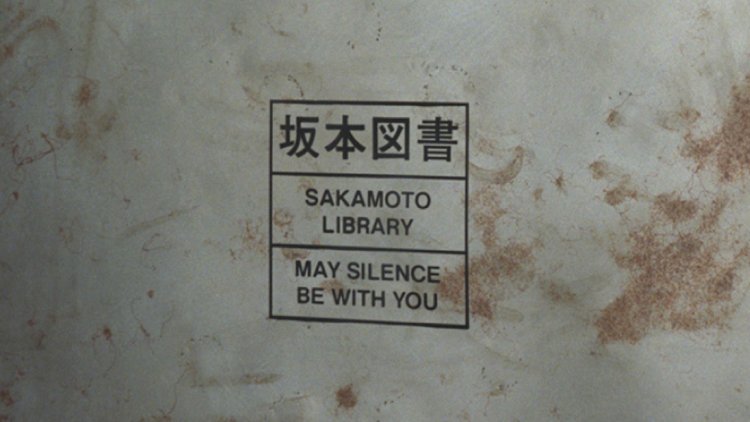 坂本図書
SAKAMOTO
LIBRARY
MAY SILENCE
BE WITH YOU